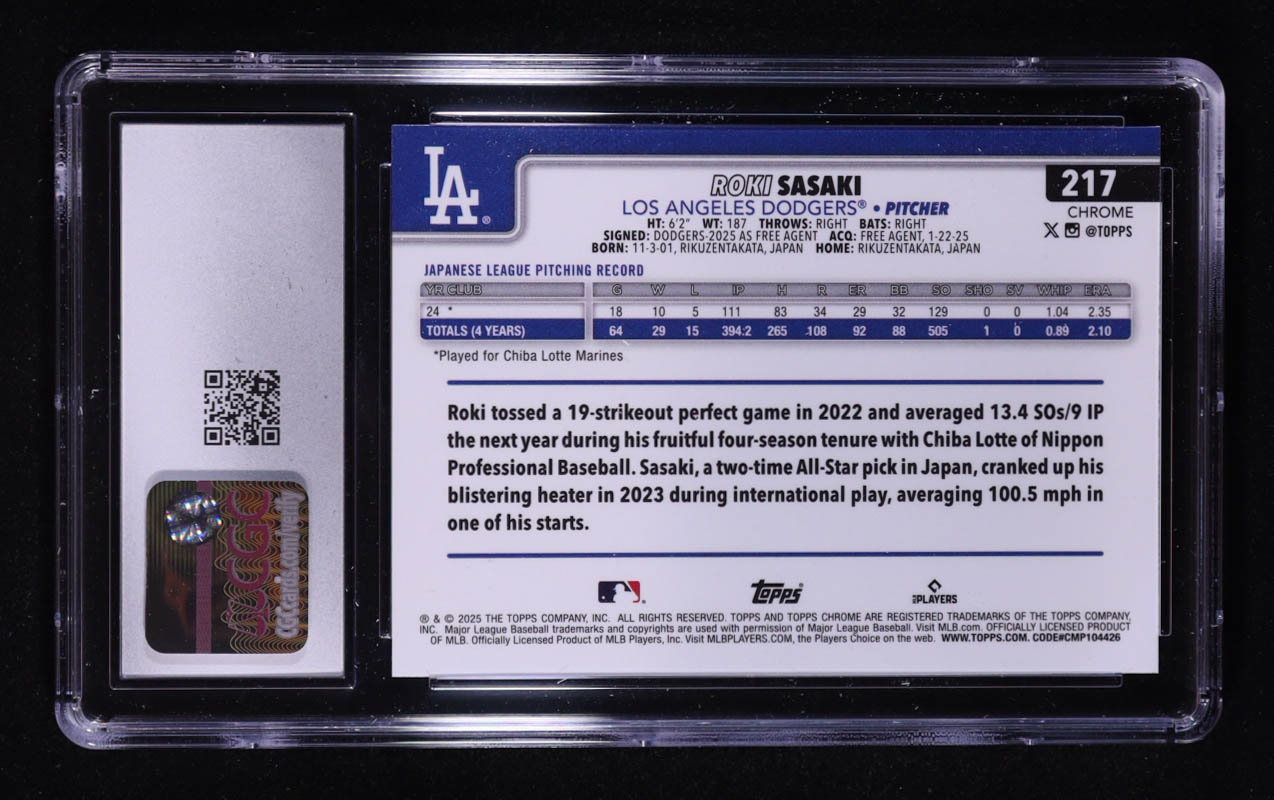 LA ®
ROKI SASAKI
217
LOS ANGELES DODGERS® • PITCHER
CHROME
HT: 6'2" WT: 187 THROWS: RIGHT BATS: RIGHT
X @TOPPS
SIGNED: DODGERS-2025 AS FREE AGENT ACQ: FREE AGENT, 1-22-25
BORN: 11-3-01, RIKUZENTAKATA, JAPAN HOME: RIKUZENTAKATA, JAPAN
JAPANESE LEAGUE PITCHING RECORD
YR CLUB G W L IP H R ER BB SO SHO SV WHIP ERA
24 * 18 10 5 111 83 34 29 32 129 0 0 1.04 2.35
TOTALS (4 YEARS) 64 29 15 394.2 265 108 92 88 505 1 0 0.89 2.10
*Played for Chiba Lotte Marines
Roki tossed a 19-strikeout perfect game in 2022 and averaged 13.4 SOs/9 IP
the next year during his fruitful four-season tenure with Chiba Lotte of Nippon
Professional Baseball. Sasaki, a two-time All-Star pick in Japan, cranked up his
blistering heater in 2023 during international play, averaging 100.5 mph in
one of his starts.
Topps
PLAYERS
® & © 2025 THE TOPPS COMPANY, INC. ALL RIGHTS RESERVED. TOPPS AND TOPPS CHROME ARE REGISTERED TRADEMARKS OF THE TOPPS COMPANY,
INC. Major League Baseball trademarks and copyrights are used with permission of Major League Baseball. Visit MLB.com. OFFICIALLY LICENSED PRODUCT
OF MLB. Officially Licensed Product of MLB Players, Inc. Visit MLBPLAYERS.COM, the Players Choice on the web. WWW.TOPPS.COM. CODE#CMP104426
CGC
CGCcards.com/verify